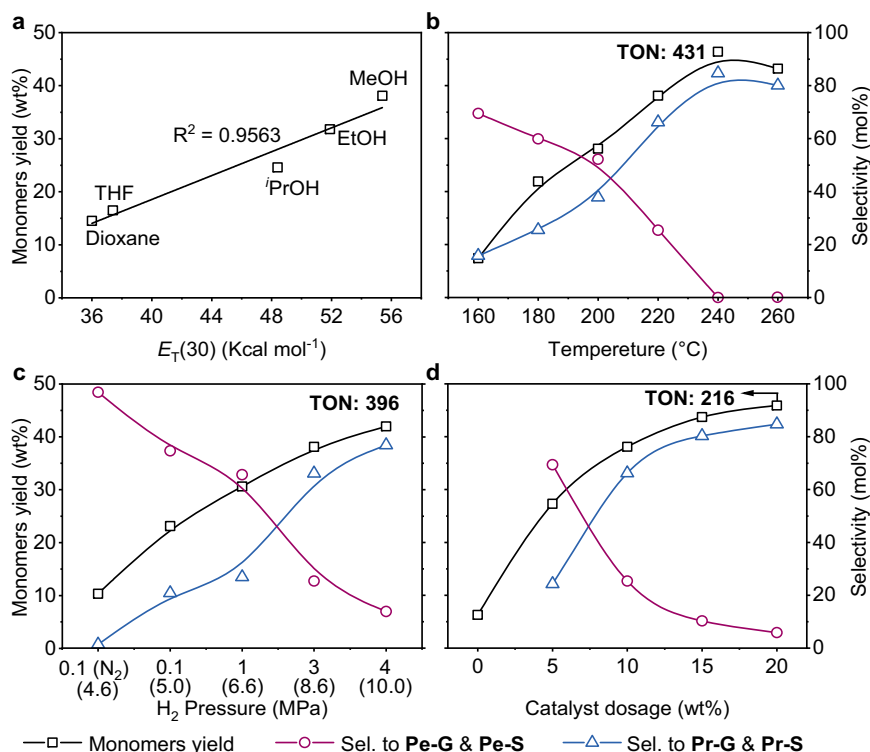 a
Monomers yield (wt%)
50
40
30
20
10
0
R² = 0.9563
MeOH
EtOH
ⁱPrOH
THF
Dioxane
36 40 44 48 52 56
E_T(30) (Kcal mol⁻¹)
b
TON: 431
100
80
60
40
20
0
Selectivity (mol%)
160 180 200 220 240 260
Tempereture (°C)
c
Monomers yield (wt%)
50
40
30
20
10
0
TON: 396
0.1 (N₂) 0.1 1 3 4
(4.6) (5.0) (6.6) (8.6) (10.0)
H₂ Pressure (MPa)
d
TON: 216
100
80
60
40
20
0
Selectivity (mol%)
0 5 10 15 20
Catalyst dosage (wt%)
Monomers yield Sel. to Pe-G & Pe-S Sel. to Pr-G & Pr-S